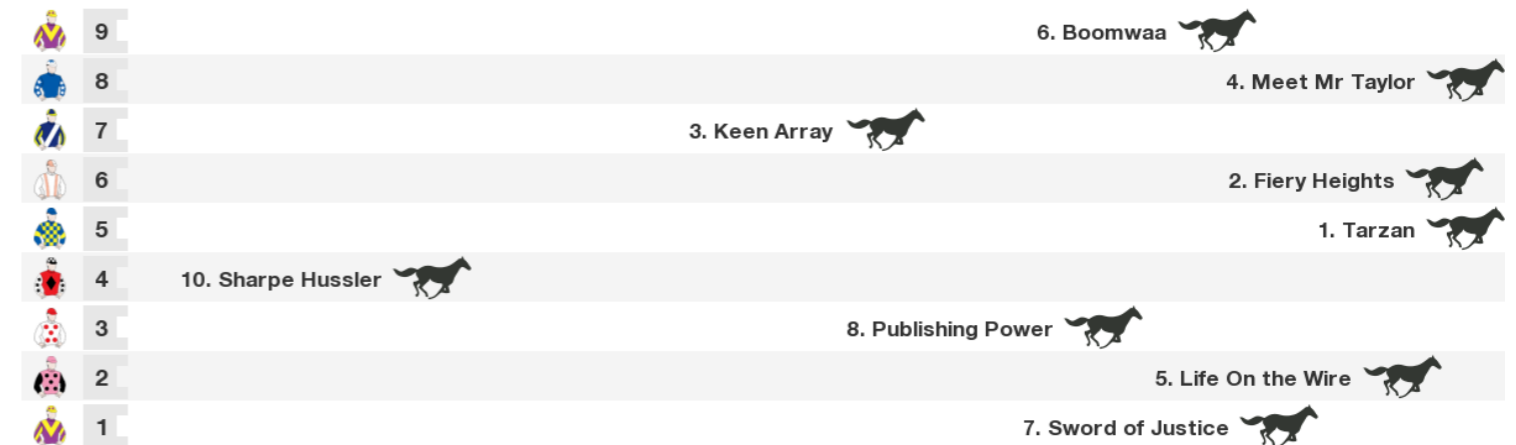 9 6. Boomwaa
8 4. Meet Mr Taylor
7 3. Keen Array
6 2. Fiery Heights
5 1. Tarzan
4 10. Sharpe Hussler
3 8. Publishing Power
2 5. Life On the Wire
1 7. Sword of Justice